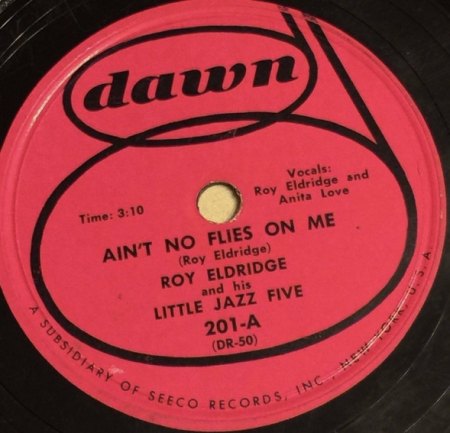 dawn
Vocals:
Roy Eldridge and
Anita Love
Time: 3:10
AIN'T NO FLIES ON ME
(Roy Eldridge)
ROY ELDRIDGE
and his
LITTLE JAZZ FIVE
201-A
(DR-50)
A SUBSIDIARY OF SEECO RECORDS, INC., NEW YORK, U.S.A.